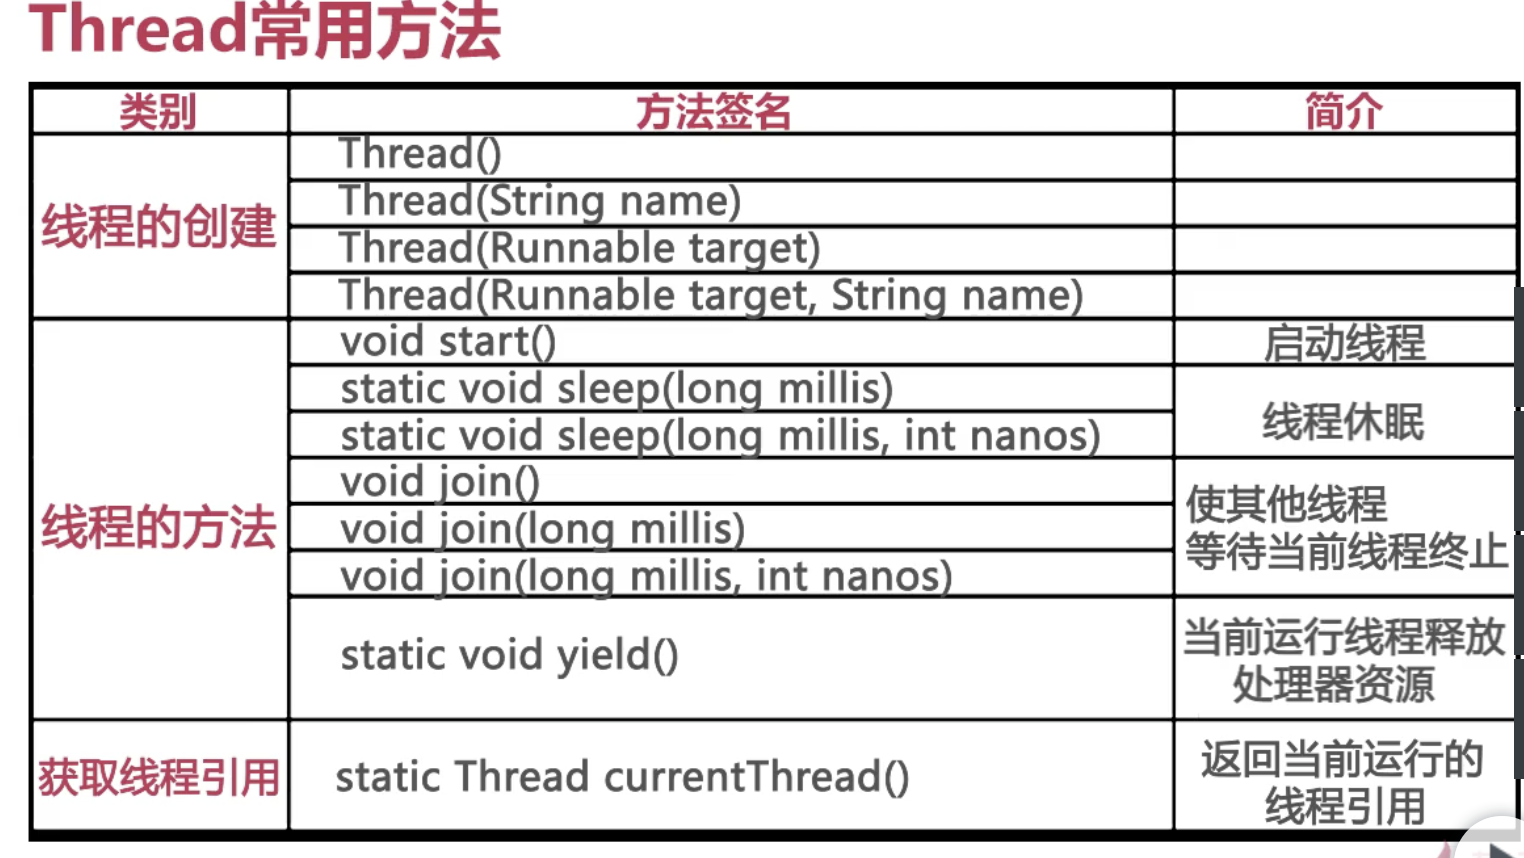 Thread常用方法
类别 方法签名 简介
线程的创建
Thread()
Thread(String name)
Thread(Runnable target)
Thread(Runnable target, String name)
线程的方法
void start() 启动线程
static void sleep(long millis)
static void sleep(long millis, int nanos)
线程休眠
void join()
void join(long millis)
void join(long millis, int nanos)
使其他线程
等待当前线程终止
static void yield()
当前运行线程释放
处理器资源
获取线程引用
static Thread currentThread()
返回当前运行的
线程引用